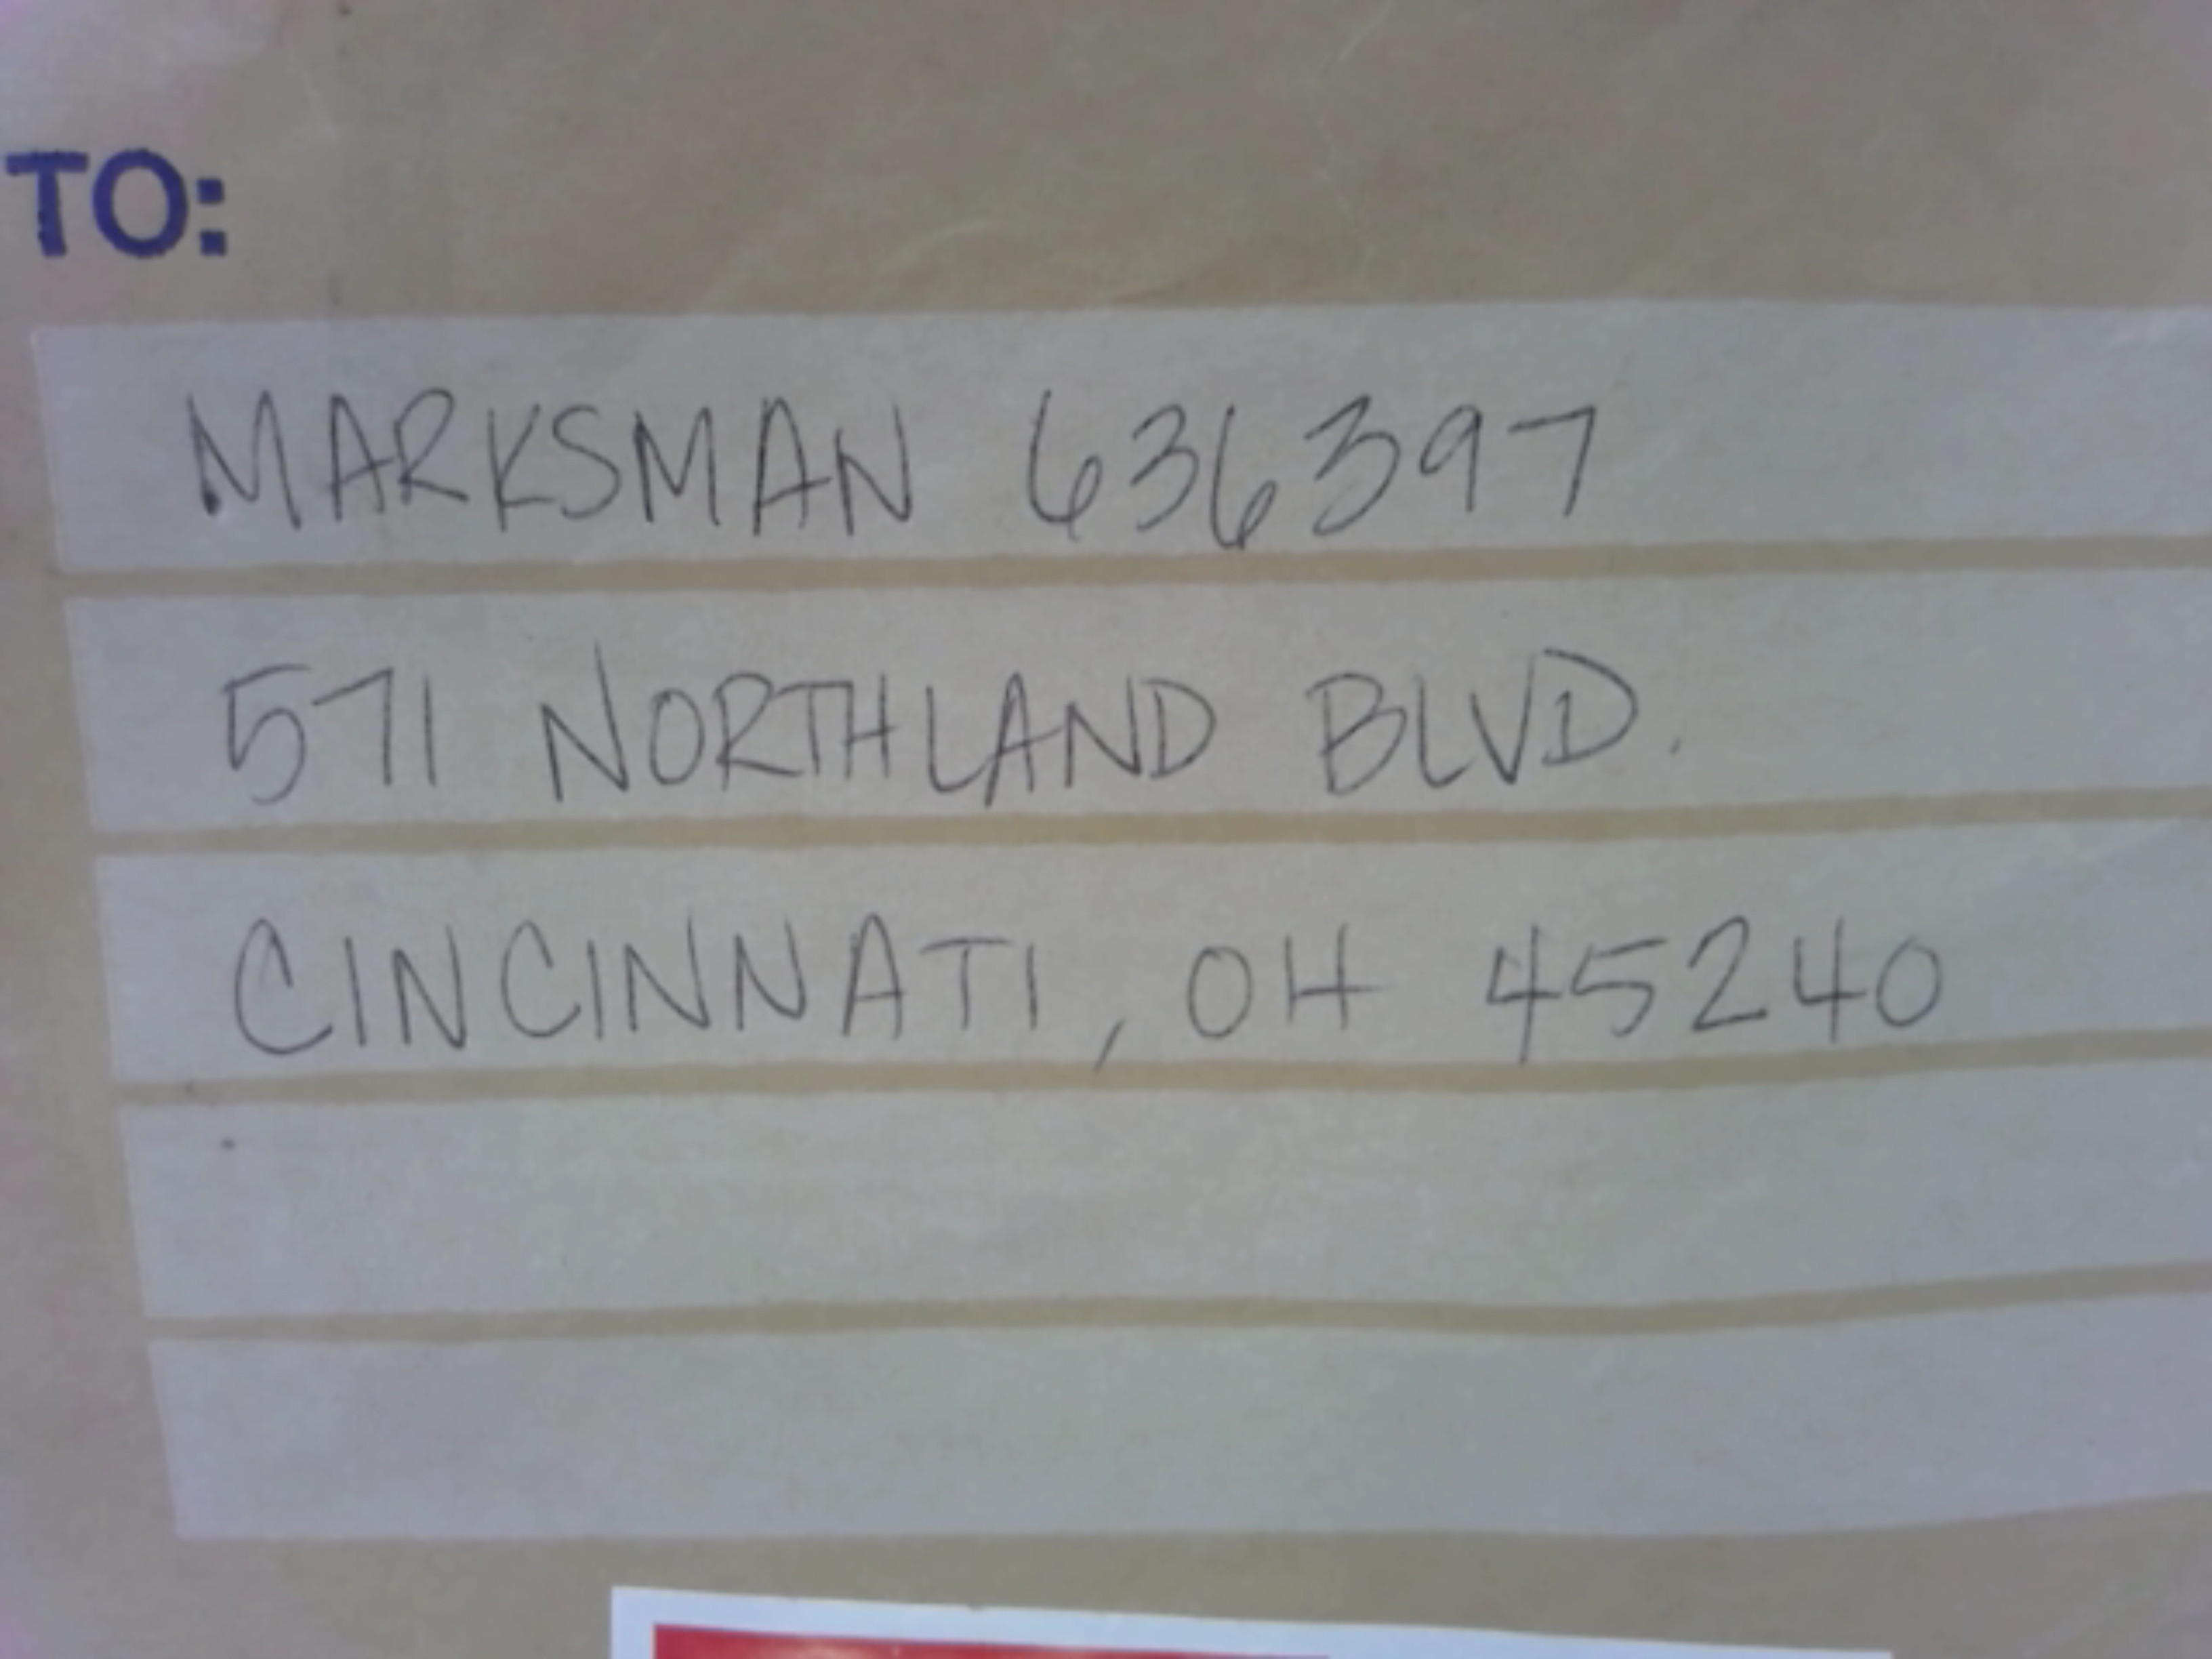 TO:
MARKSMAN 636397
571 NORTHLAND BLVD.
CINCINNATI, OH 45240